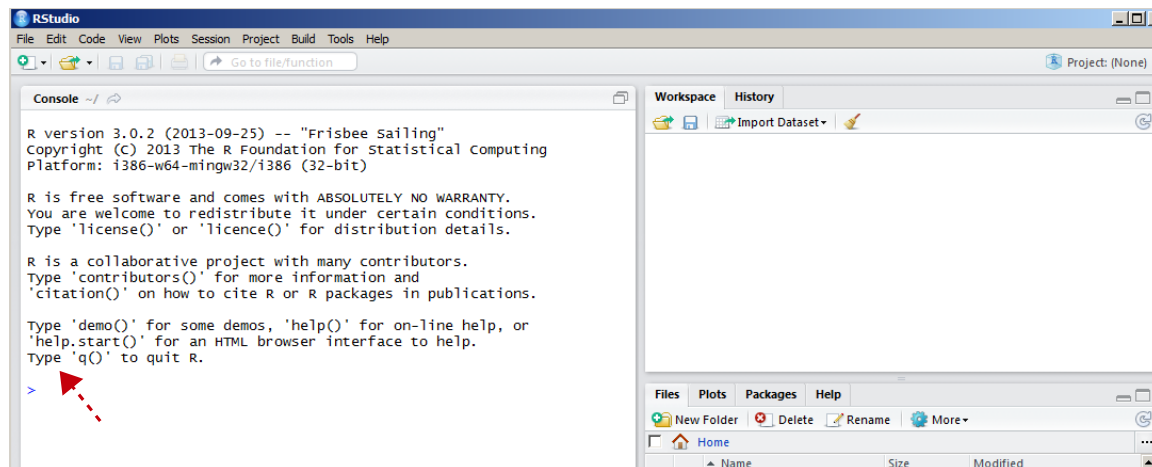 RStudio
File Edit Code View Plots Session Project Build Tools Help
Go to file/function
Project: (None)
Console ~/
R version 3.0.2 (2013-09-25) -- "Frisbee Sailing"
Copyright (C) 2013 The R Foundation for Statistical Computing
Platform: i386-w64-mingw32/i386 (32-bit)
R is free software and comes with ABSOLUTELY NO WARRANTY.
You are welcome to redistribute it under certain conditions.
Type 'license()' or 'licence()' for distribution details.
R is a collaborative project with many contributors.
Type 'contributors()' for more information and
'citation()' on how to cite R or R packages in publications.
Type 'demo()' for some demos, 'help()' for on-line help, or
'help.start()' for an HTML browser interface to help.
Type 'q()' to quit R.
>
Workspace History
Import Dataset
Files Plots Packages Help
New Folder Delete Rename More
Home ...
Name Size Modified